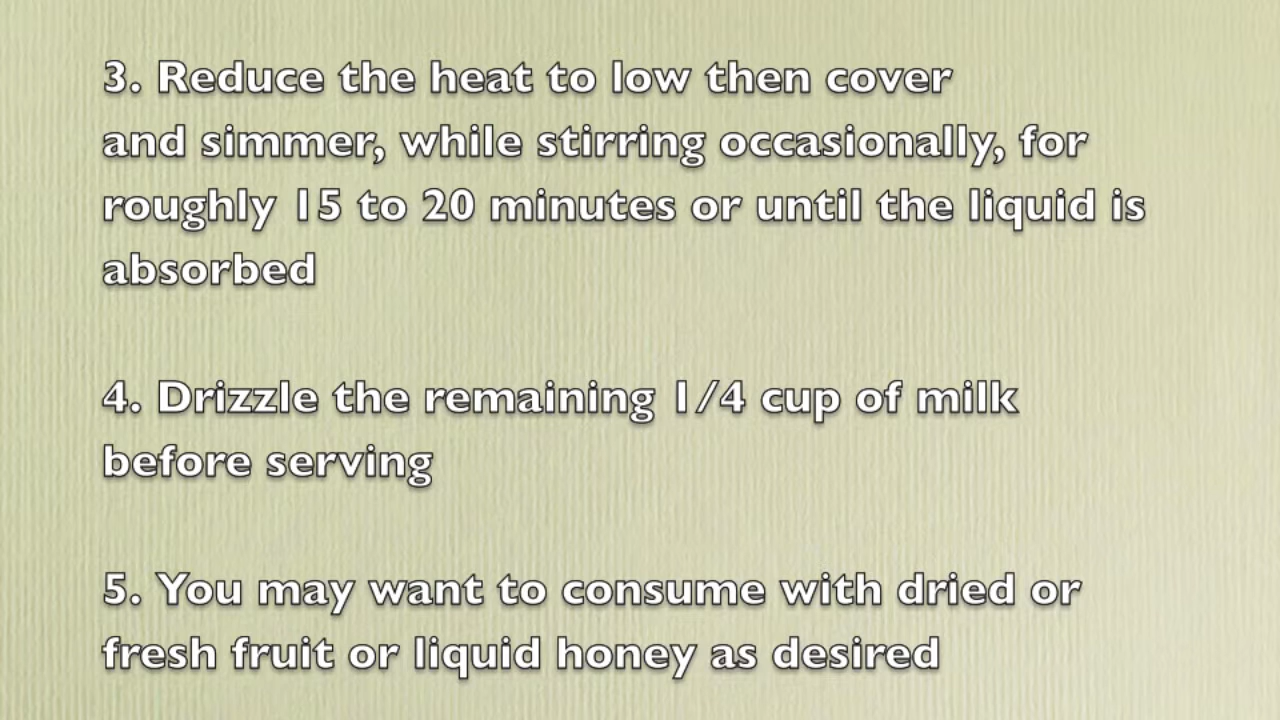 3. Reduce the heat to low then cover
and simmer, while stirring occasionally, for
roughly 15 to 20 minutes or until the liquid is
absorbed
4. Drizzle the remaining 1/4 cup of milk
before serving
5. You may want to consume with dried or
fresh fruit or liquid honey as desired